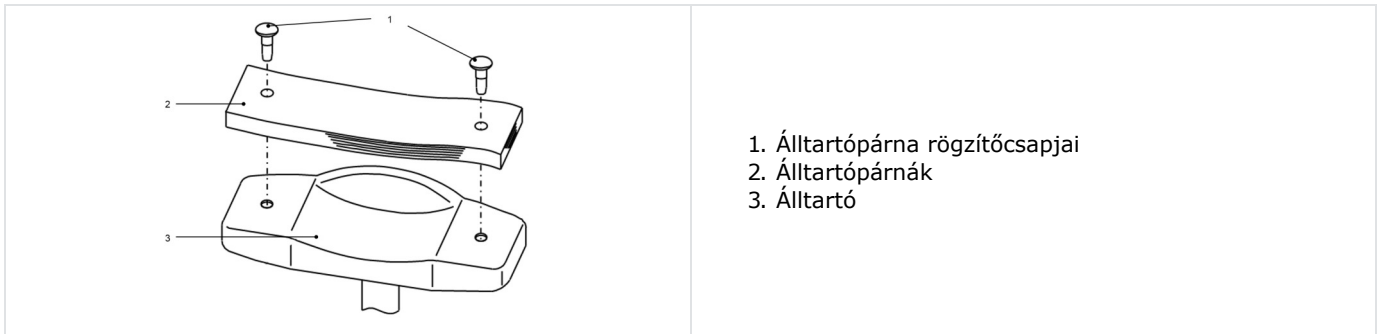 1
2
3
1. Álltartópárna rögzítőcsapjai
2. Álltartópárnák
3. Álltartó